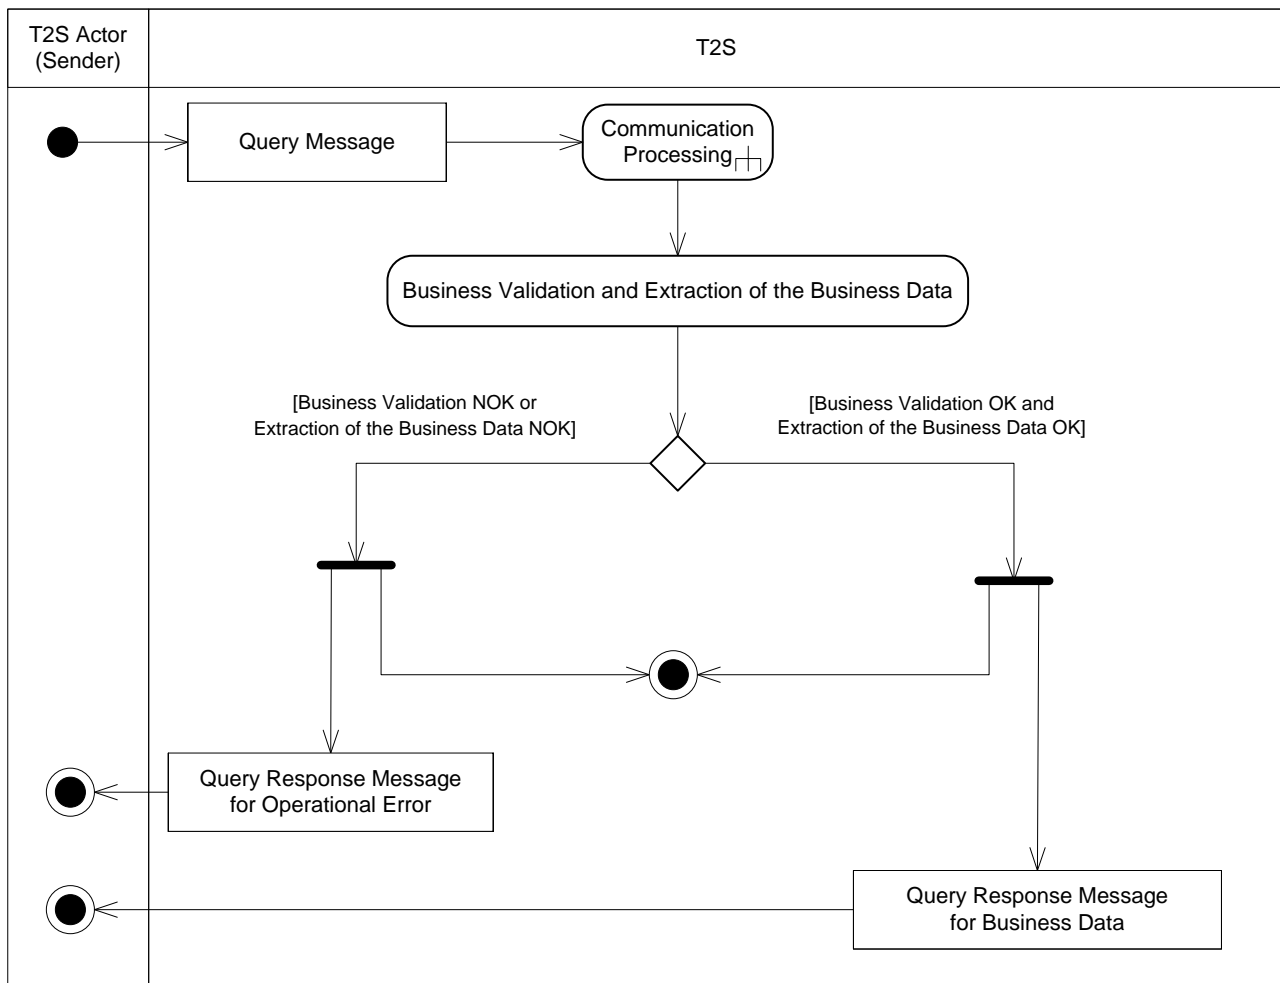 T2S Actor
(Sender)
T2S
Query Message
Communication
Processing
Business Validation and Extraction of the Business Data
[Business Validation NOK or
Extraction of the Business Data NOK]
[Business Validation OK and
Extraction of the Business Data OK]
Query Response Message
for Operational Error
Query Response Message
for Business Data